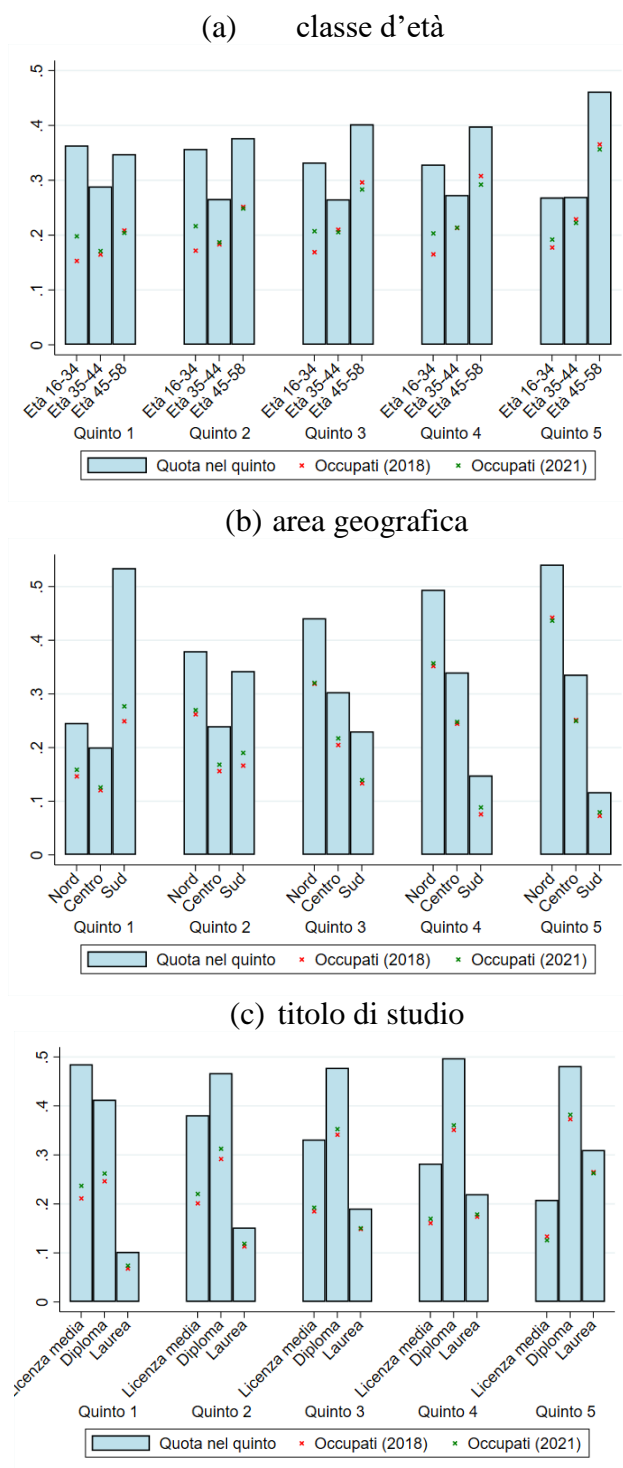 (a) classe d’età
.5
.4
.3
.2
.1
0
Età 16-34 Età 35-44 Età 45-58 Età 16-34 Età 35-44 Età 45-58 Età 16-34 Età 35-44 Età 45-58 Età 16-34 Età 35-44 Età 45-58 Età 16-34 Età 35-44 Età 45-58
Quinto 1 Quinto 2 Quinto 3 Quinto 4 Quinto 5
Quota nel quinto × Occupati (2018) × Occupati (2021)
(b) area geografica
.5
.4
.3
.2
.1
0
Nord Centro Sud Nord Centro Sud Nord Centro Sud Nord Centro Sud Nord Centro Sud
Quinto 1 Quinto 2 Quinto 3 Quinto 4 Quinto 5
Quota nel quinto × Occupati (2018) × Occupati (2021)
(c) titolo di studio
.5
.4
.3
.2
.1
0
Licenza media Diploma Laurea Licenza media Diploma Laurea Licenza media Diploma Laurea Licenza media Diploma Laurea Licenza media Diploma Laurea
Quinto 1 Quinto 2 Quinto 3 Quinto 4 Quinto 5
Quota nel quinto × Occupati (2018) × Occupati (2021)